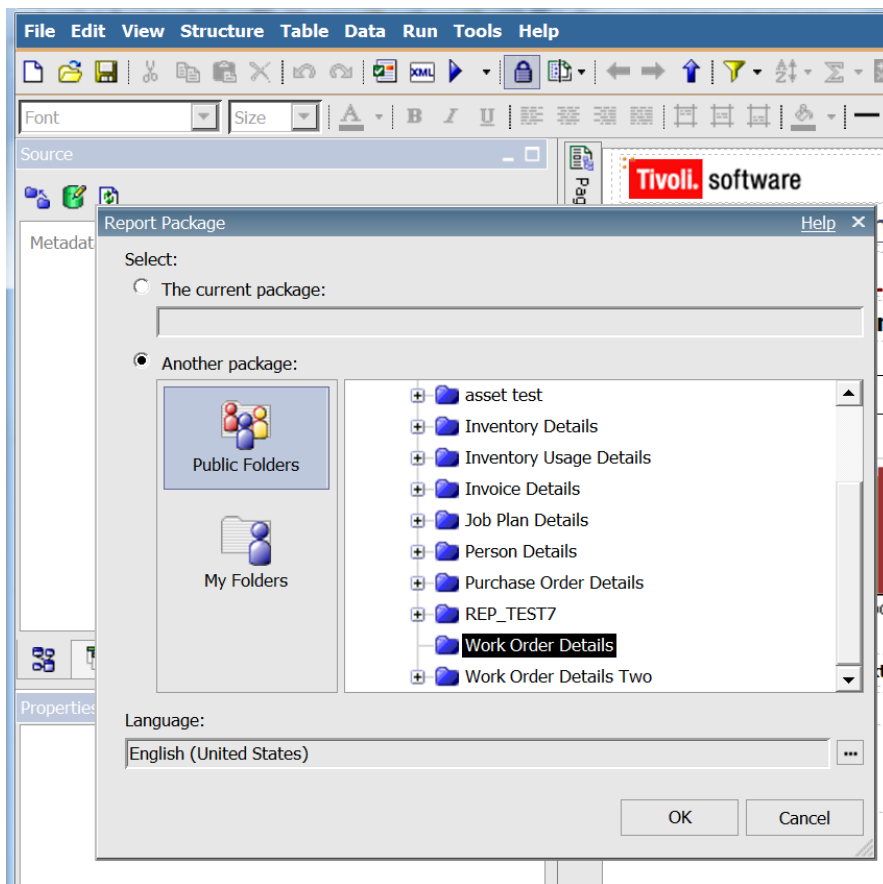 File Edit View Structure Table Data Run Tools Help
XML
Font Size A B I U
Source
Pag
Tivoli. software
Report Package Help
Metadat
Select:
The current package:
Another package:
Public Folders
My Folders
asset test
Inventory Details
Inventory Usage Details
Invoice Details
Job Plan Details
Person Details
Purchase Order Details
REP_TEST7
Work Order Details
Work Order Details Two
Properties
Language:
English (United States)
...
OK Cancel